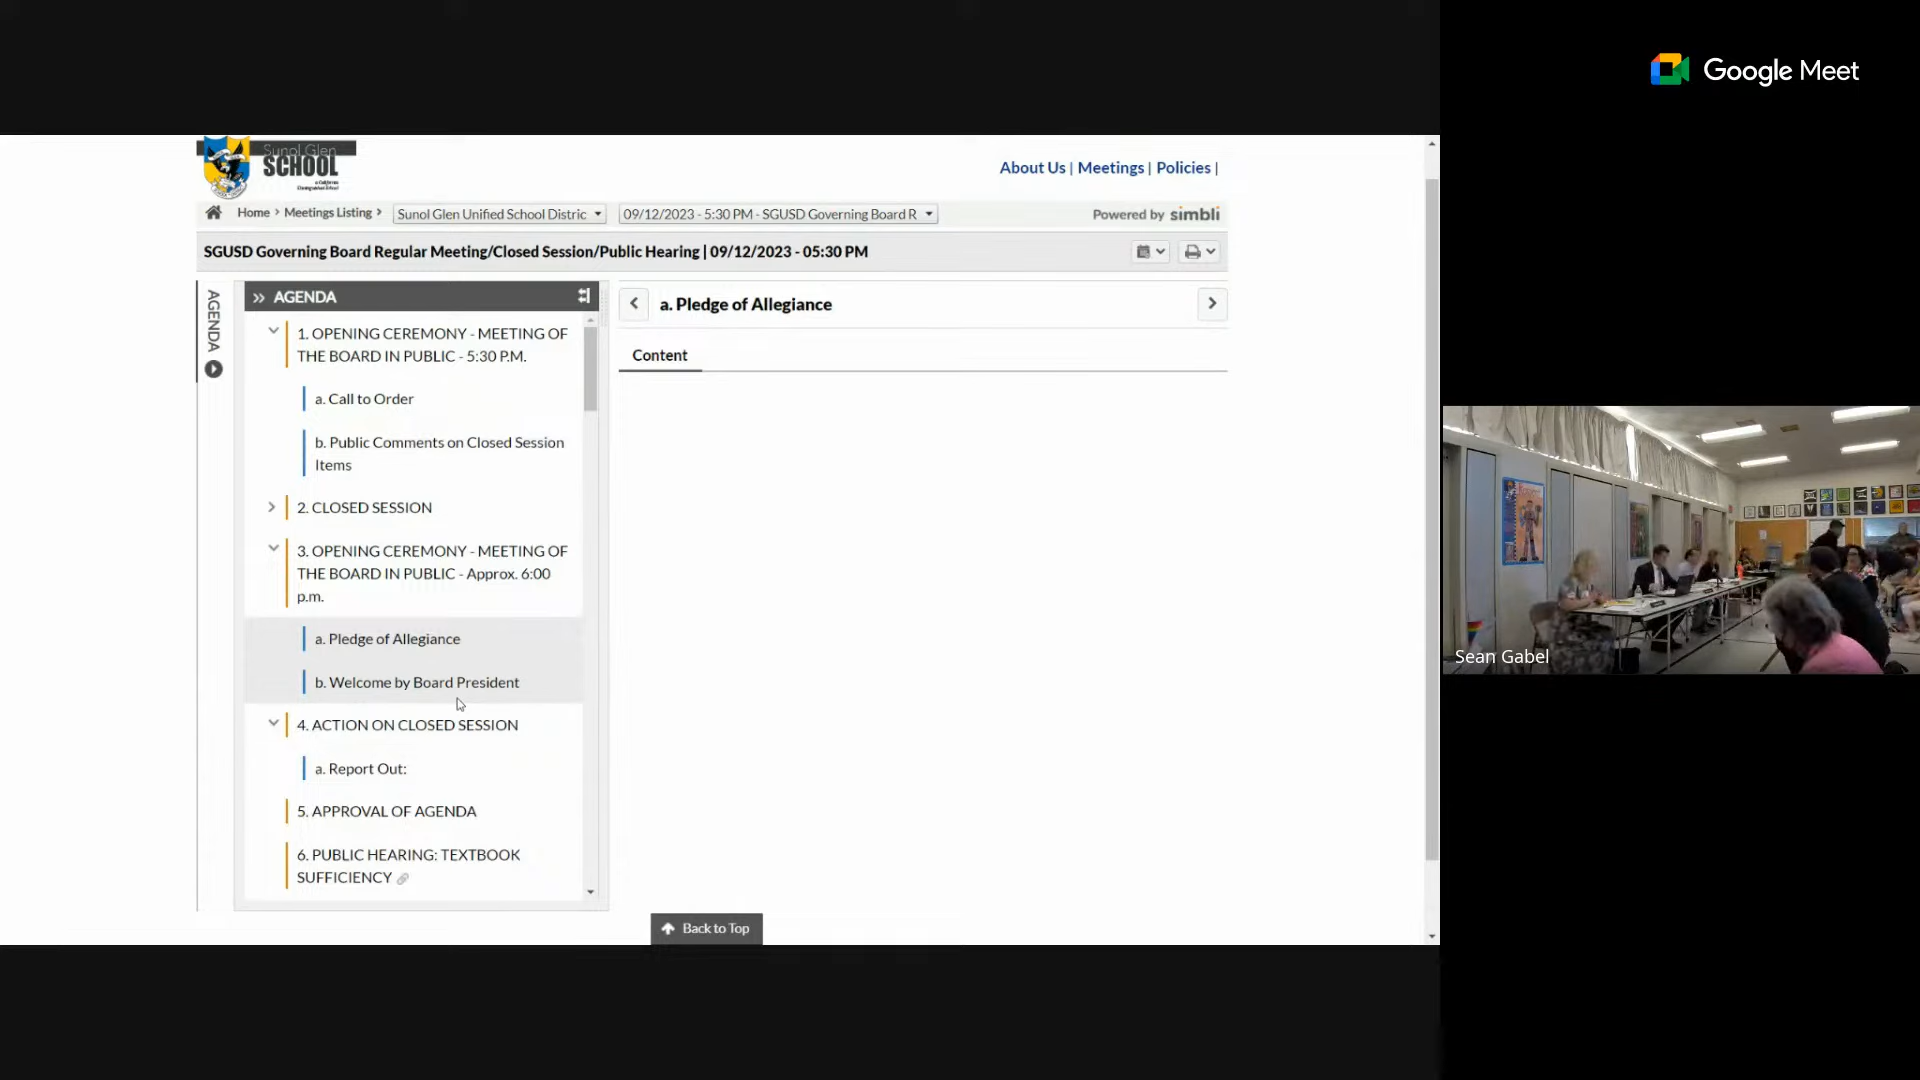 Google Meet
Sunol Glen
SCHOOL
About Us | Meetings | Policies |
Home > Meetings Listing >
Sunol Glen Unified School Distric
09/12/2023 - 5:30 PM - SGUSD Governing Board R
Powered by simbli
SGUSD Governing Board Regular Meeting/Closed Session/Public Hearing | 09/12/2023 - 05:30 PM
AGENDA
>> AGENDA
1. OPENING CEREMONY - MEETING OF
THE BOARD IN PUBLIC - 5:30 P.M.
a. Call to Order
b. Public Comments on Closed Session
Items
2. CLOSED SESSION
3. OPENING CEREMONY - MEETING OF
THE BOARD IN PUBLIC - Approx. 6:00
p.m.
a. Pledge of Allegiance
b. Welcome by Board President
4. ACTION ON CLOSED SESSION
a. Report Out:
5. APPROVAL OF AGENDA
6. PUBLIC HEARING: TEXTBOOK
SUFFICIENCY
a. Pledge of Allegiance
Content
Back to Top
Sean Gabel